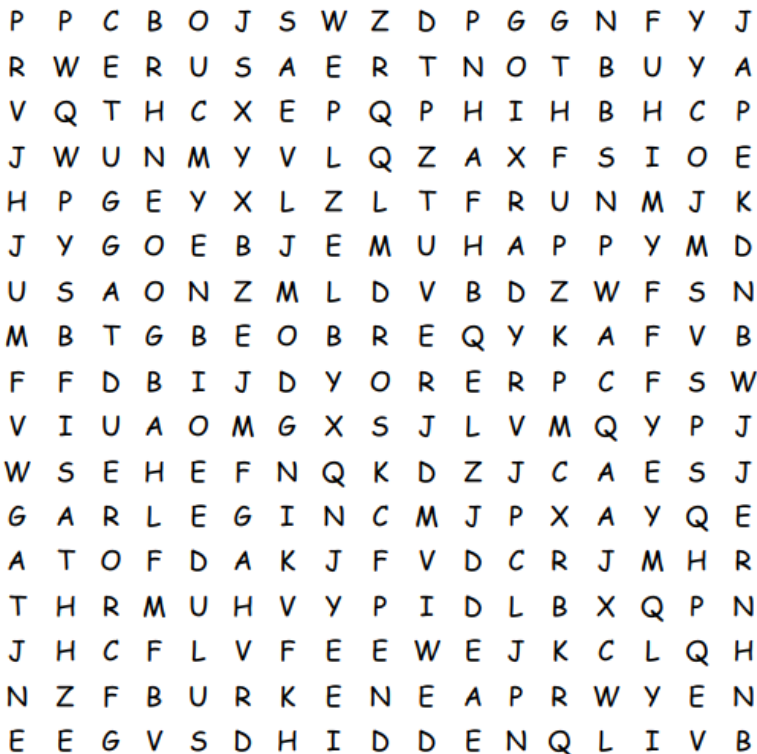 P P C B O J S W Z D P G G N F Y J
R W E R U S A E R T N O T B U Y A
V Q T H C X E P Q P H I H B H C P
J W U N M Y V L Q Z A X F S I O E
H P G E Y X L Z L T F R U N M J K
J Y G O E B J E M U H A P P Y M D
U S A O N Z M L D V B D Z W F S N
M B T G B E O B R E Q Y K A F V B
F F D B I J D Y O R E R P C F S W
V I U A O M G X S J L V M Q Y P J
W S E H E F N Q K D Z J C A E S J
G A R L E G I N C M J P X A Y Q E
A T O F D A K J F V D C R J M H R
T H R M U H V Y P I D L B X Q P N
J H C F L V F E E W E J K C L Q H
N Z F B U R K E N E A P R W Y E N
E E G V S D H I D D E N Q L I V B